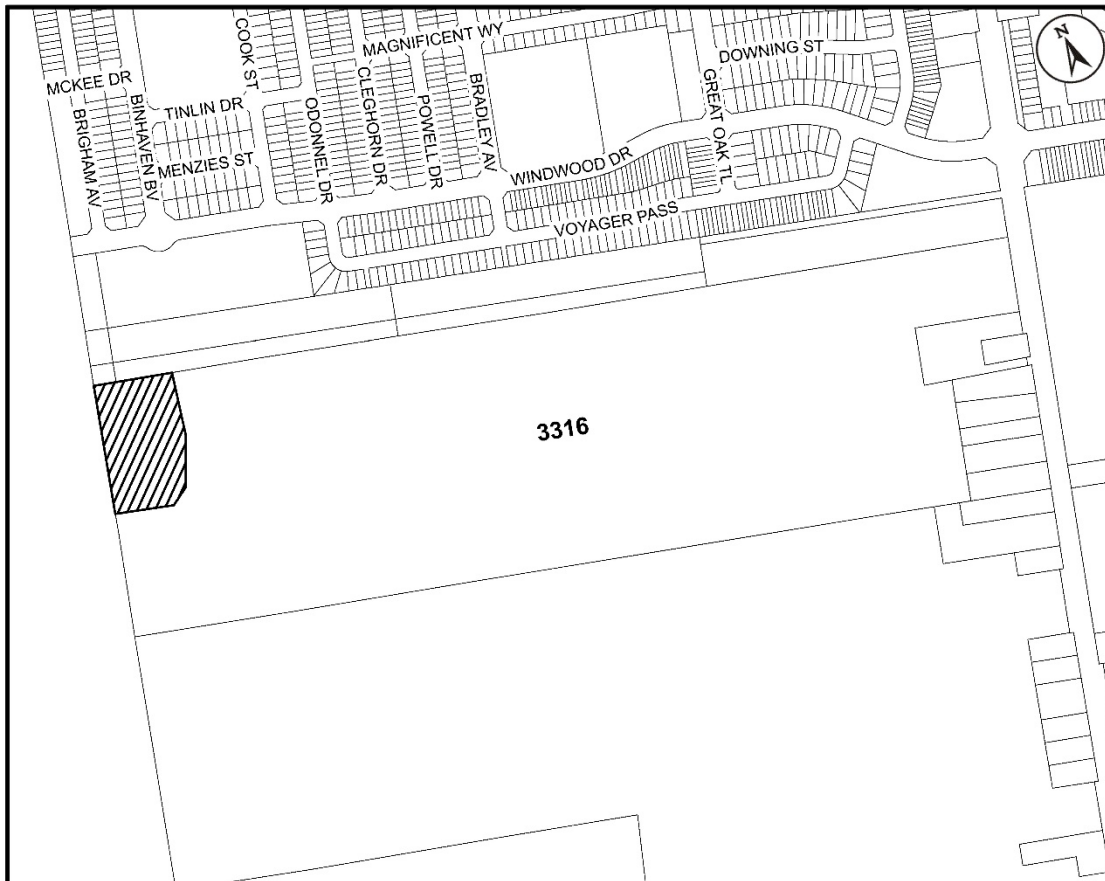 MCKEE DR
BRIGHAM AV
BINHAVEN BV
TINLIN DR
MENZIES ST
COOK ST
ODONNEL DR
CLEGHORN DR
MAGNIFICENT WY
POWELL DR
BRADLEY AV
WINDWOOD DR
VOYAGER PASS
GREAT OAK TL
DOWNING ST
N
3316